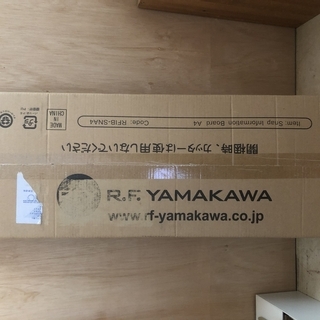 R.F. YAMAKAWA
www.rf-yamakawa.co.jp
開梱時、カッターは使用しないでください
Item: Snap Information Board A4
Code: RFIB-SNA4
MADE
IN
CHINA